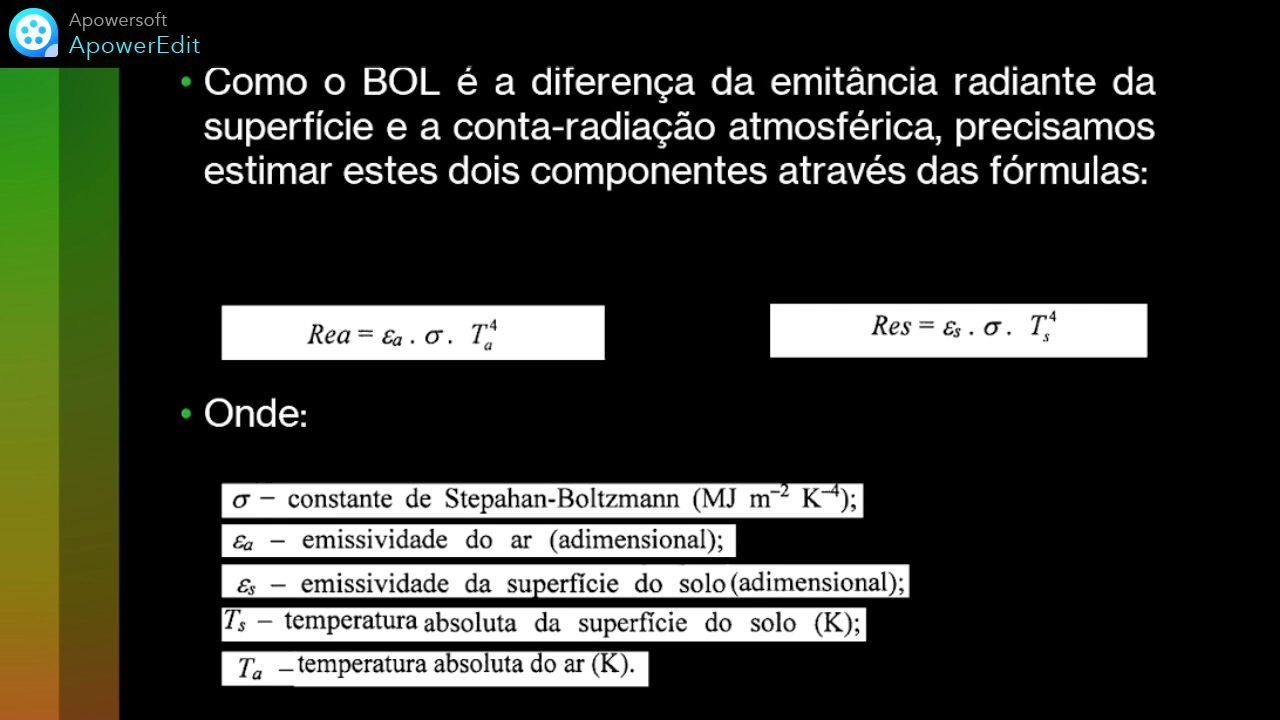 Apowersoft
ApowerEdit
• Como o BOL é a diferença da emitância radiante da
superfície e a conta-radiação atmosférica, precisamos
estimar estes dois componentes através das fórmulas:
Rea = εₐ . σ . Tₐ⁴
Res = εₛ . σ . Tₛ⁴
• Onde:
σ – constante de Stepahan-Boltzmann (MJ m⁻² K⁻⁴);
εₐ – emissividade do ar (adimensional);
εₛ – emissividade da superfície do solo (adimensional);
Tₛ – temperatura absoluta da superfície do solo (K);
Tₐ – temperatura absoluta do ar (K).